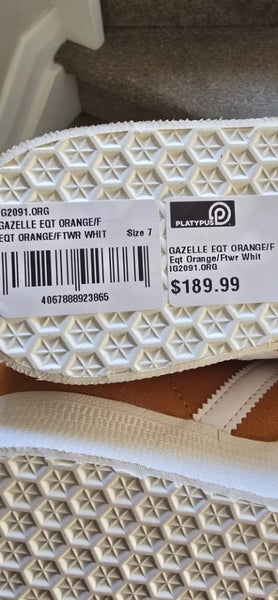 IG2091.ORG
GAZELLE EQT ORANGE/F
EQT ORANGE/FTWR WHIT Size 7
4067888923865
PLATYPUS
GAZELLE EQT ORANGE/F
Eqt Orange/Ftwr Whit
IG2091.ORG
$189.99